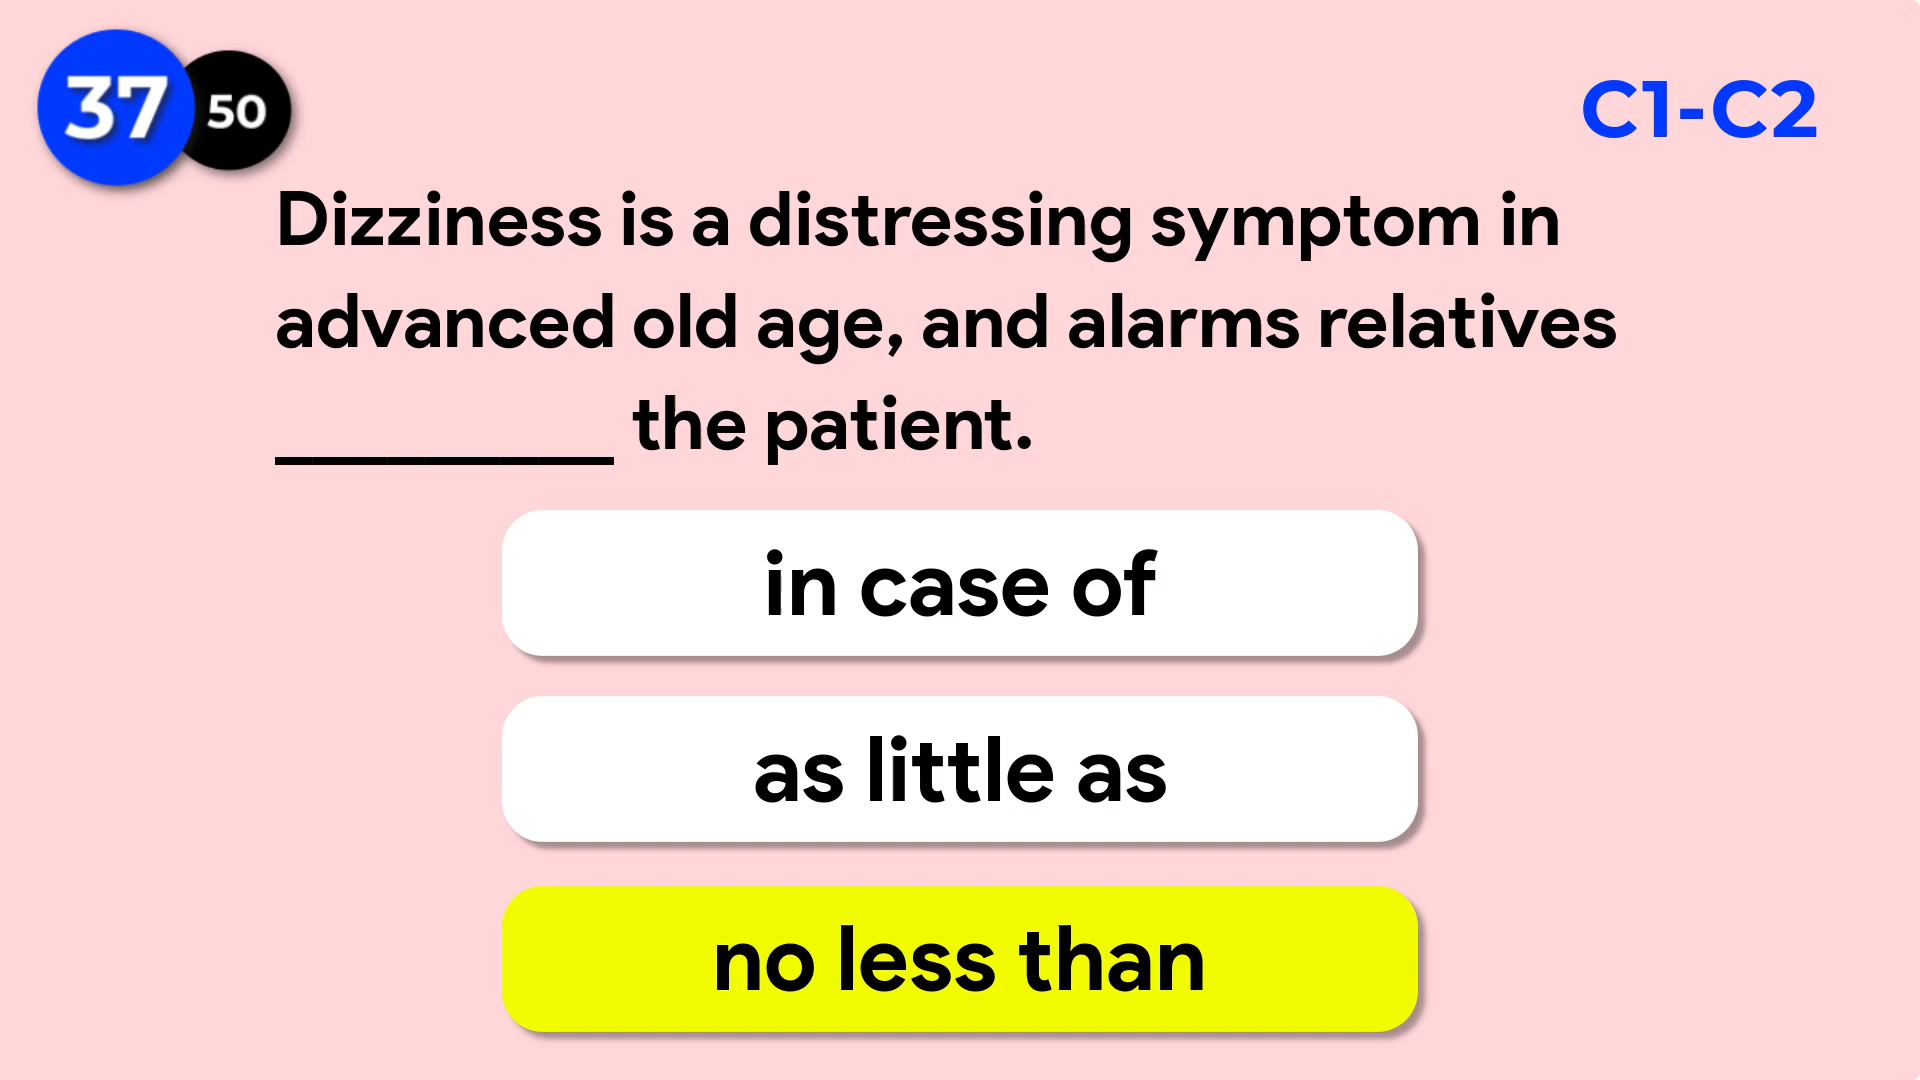 37 50
C1-C2
Dizziness is a distressing symptom in
advanced old age, and alarms relatives
_________ the patient.
in case of
as little as
no less than